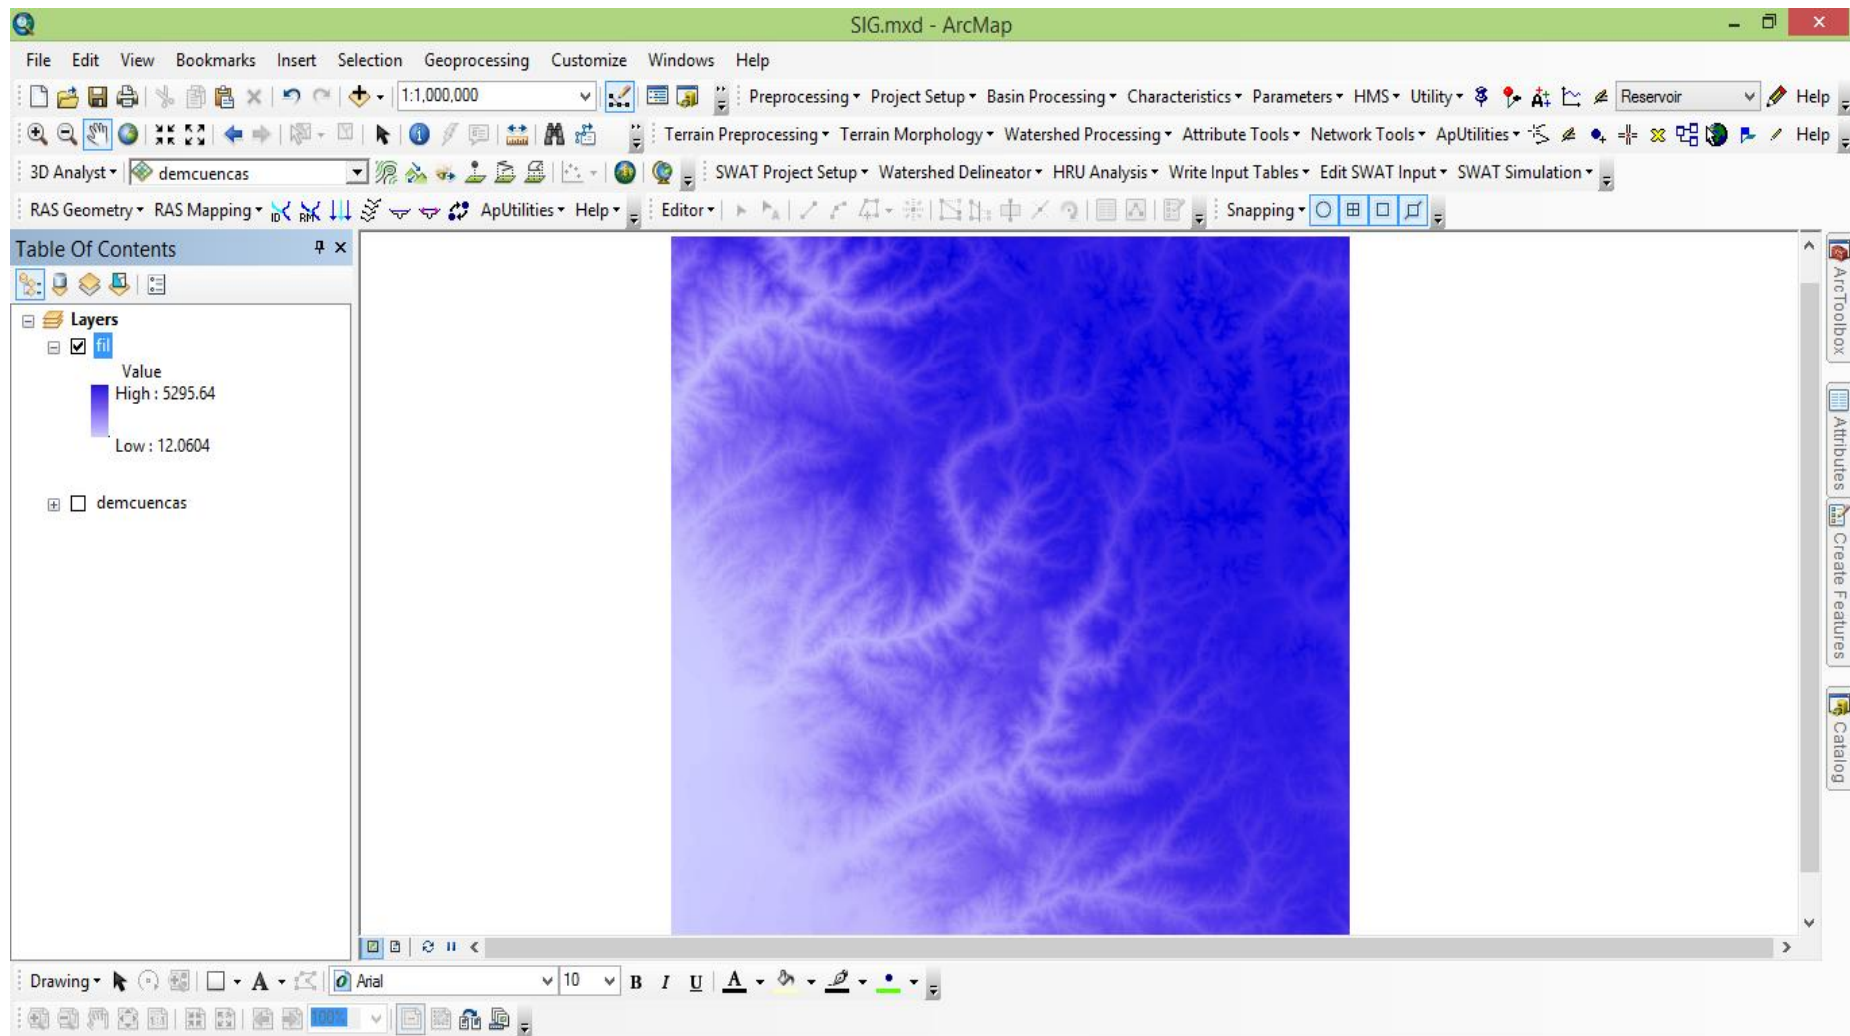 SIG.mxd - ArcMap
File Edit View Bookmarks Insert Selection Geoprocessing Customize Windows Help
1:1,000,000 Preprocessing Project Setup Basin Processing Characteristics Parameters HMS Utility Reservoir Help
Terrain Preprocessing Terrain Morphology Watershed Processing Attribute Tools Network Tools ApUtilities Help
3D Analyst demcuencas SWAT Project Setup Watershed Delineator HRU Analysis Write Input Tables Edit SWAT Input SWAT Simulation
RAS Geometry RAS Mapping ID RM ApUtilities Help Editor Snapping
Table Of Contents
Layers
fil
Value
High : 5295.64
Low : 12.0604
demcuencas
ArcToolbox
Attributes
Create Features
Catalog
Drawing A Arial 10 B I U A
100%